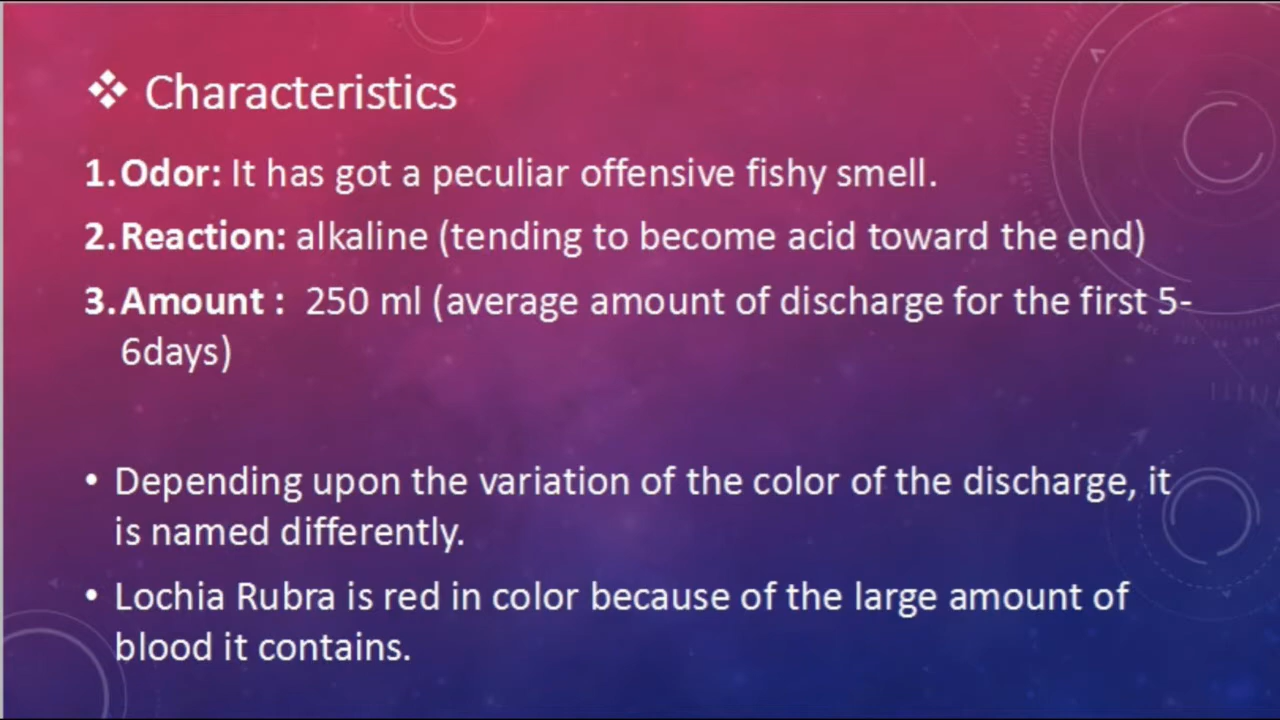 ❖ Characteristics
1. Odor: It has got a peculiar offensive fishy smell.
2. Reaction: alkaline (tending to become acid toward the end)
3. Amount : 250 ml (average amount of discharge for the first 5-
6days)
• Depending upon the variation of the color of the discharge, it
is named differently.
• Lochia Rubra is red in color because of the large amount of
blood it contains.